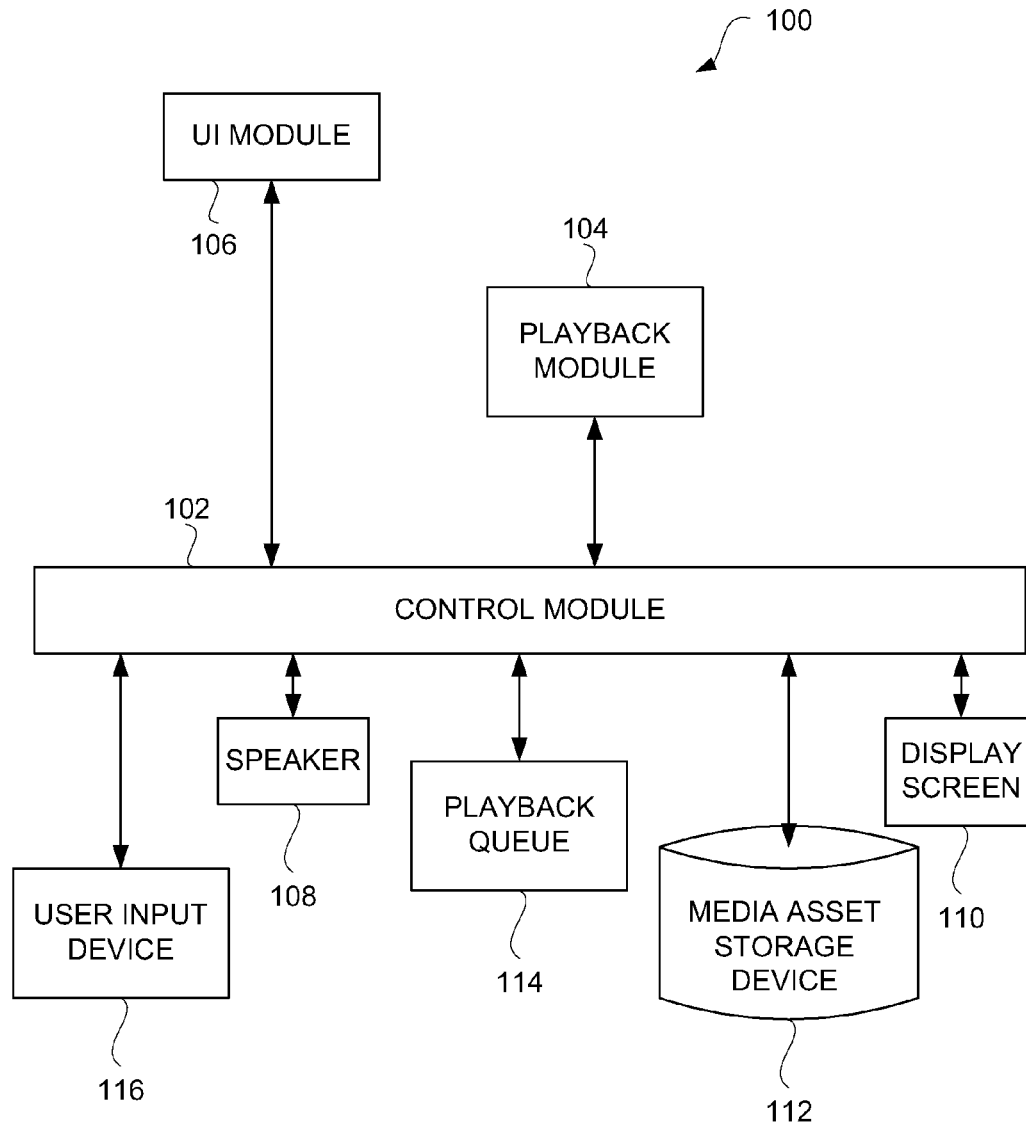 100
UI MODULE
106
104
PLAYBACK
MODULE
102
CONTROL MODULE
SPEAKER
108
PLAYBACK
QUEUE
114
DISPLAY
SCREEN
110
USER INPUT
DEVICE
116
MEDIA ASSET
STORAGE
DEVICE
112